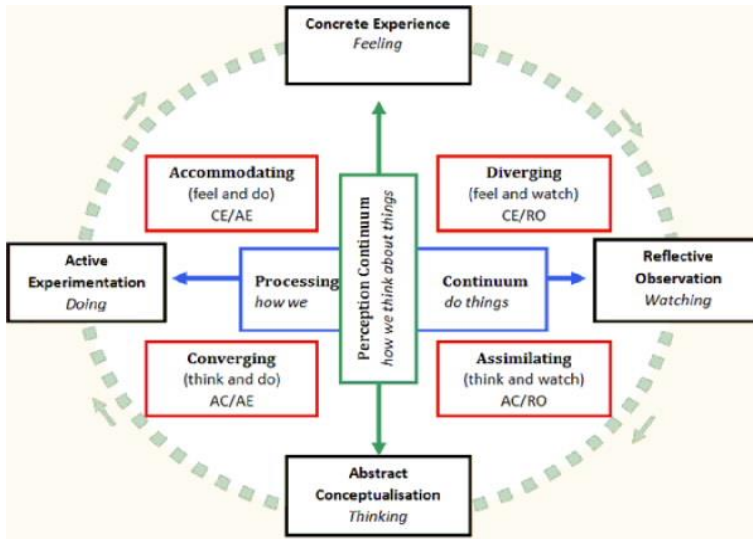 Concrete Experience
Feeling
Accommodating
(feel and do)
CE/AE
Diverging
(feel and watch)
CE/RO
Active
Experimentation
Doing
Processing
how we
Perception Continuum
how we think about things
Continuum
do things
Reflective
Observation
Watching
Converging
(think and do)
AC/AE
Assimilating
(think and watch)
AC/RO
Abstract
Conceptualisation
Thinking